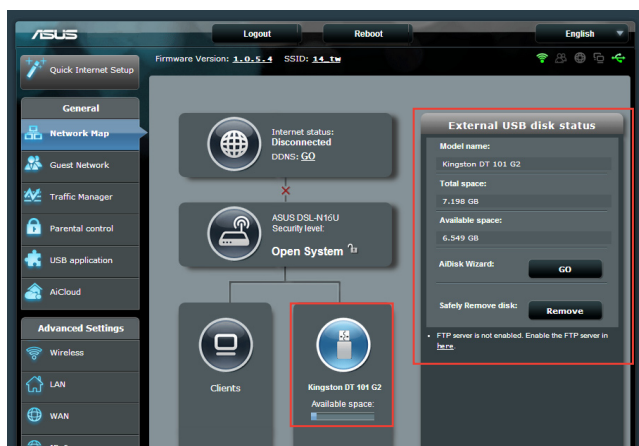 ASUS
Logout
Reboot
English
Quick Internet Setup
Firmware Version: 1.0.5.4 SSID: 14_tw
General
Network Map
Guest Network
Traffic Manager
Parental control
USB application
AiCloud
Advanced Settings
Wireless
LAN
WAN
Internet status:
Disconnected
DDNS: GO
ASUS DSL-N16U
Security level:
Open System
Clients
Kingston DT 101 G2
Available space:
External USB disk status
Model name:
Kingston DT 101 G2
Total space:
7.198 GB
Available space:
6.549 GB
AiDisk Wizard:
GO
Safely Remove disk:
Remove
• FTP server is not enabled. Enable the FTP server in
here.